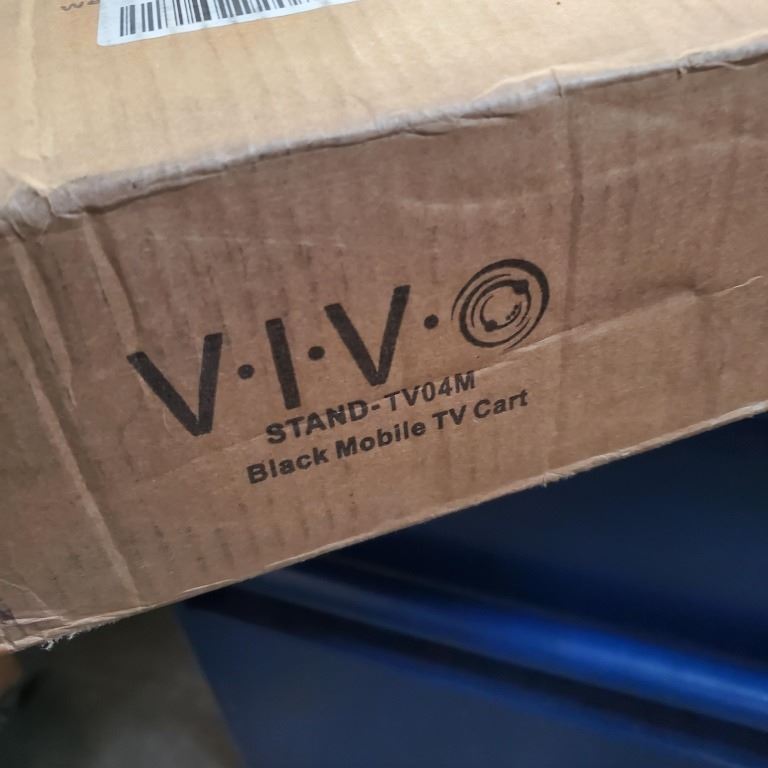 V·I·V·O
STAND-TV04M
Black Mobile TV Cart